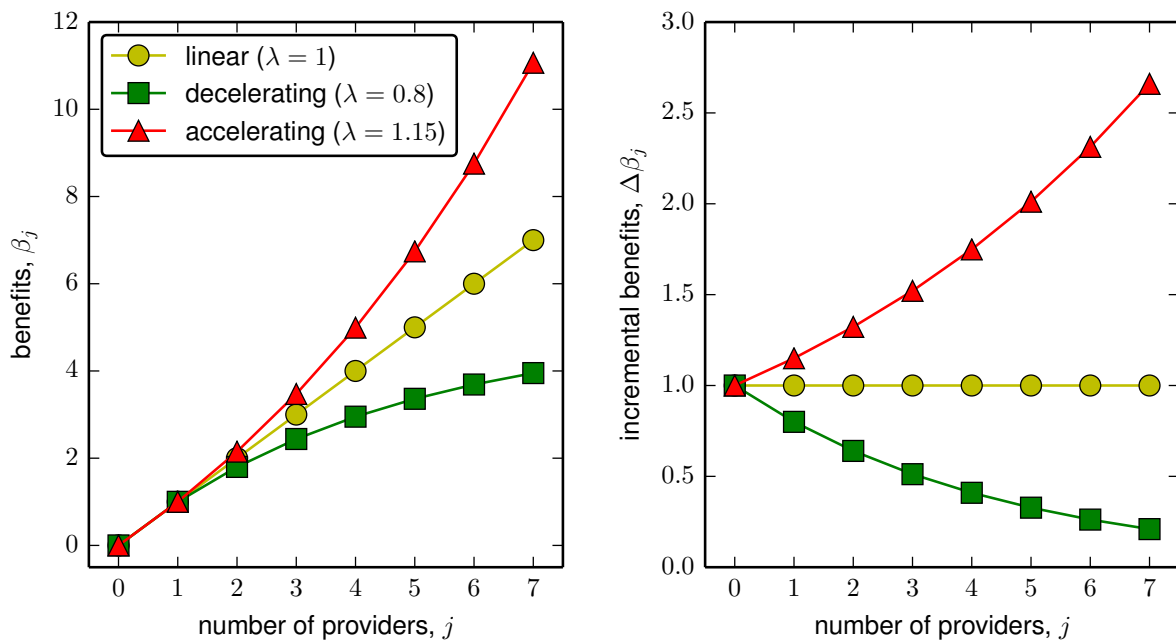 12
10
8
6
4
2
0
benefits, βj
linear (λ = 1)
decelerating (λ = 0.8)
accelerating (λ = 1.15)
0 1 2 3 4 5 6 7
number of providers, j
3.0
2.5
2.0
1.5
1.0
0.5
0.0
incremental benefits, Δβj
0 1 2 3 4 5 6 7
number of providers, j